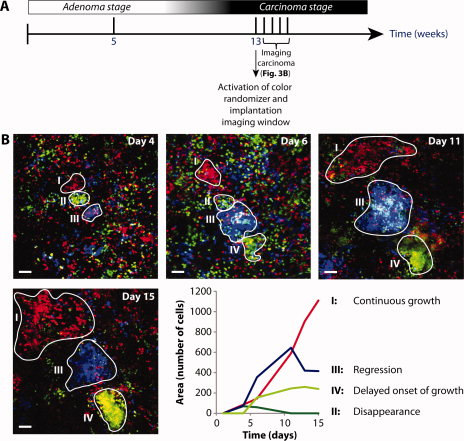 A
Adenoma stage
Carcinoma stage
5
13
Time (weeks)
Imaging
carcinoma
(Fig. 3B)
Activation of color
randomizer and
implantation
imaging window
B
Day 4
I
II
III
Day 6
I
II
III
IV
Day 11
I
III
IV
Day 15
I
III
IV
Area (number of cells)
1200
1000
800
600
400
200
0
0
5
10
15
Time (days)
I: Continuous growth
III: Regression
IV: Delayed onset of growth
II: Disappearance